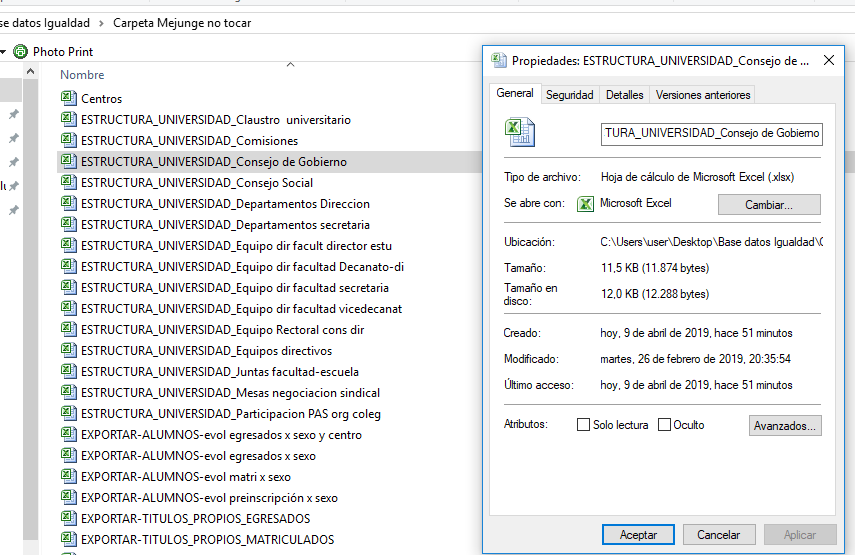 se datos Igualdad > Carpeta Mejunge no tocar
Photo Print
Nombre
Centros
ESTRUCTURA_UNIVERSIDAD_Claustro universitario
ESTRUCTURA_UNIVERSIDAD_Comisiones
ESTRUCTURA_UNIVERSIDAD_Consejo de Gobierno
ESTRUCTURA_UNIVERSIDAD_Consejo Social
ESTRUCTURA_UNIVERSIDAD_Departamentos Direccion
ESTRUCTURA_UNIVERSIDAD_Departamentos secretaria
ESTRUCTURA_UNIVERSIDAD_Equipo dir facult director estu
ESTRUCTURA_UNIVERSIDAD_Equipo dir facultad Decanato-di
ESTRUCTURA_UNIVERSIDAD_Equipo dir facultad secretaria
ESTRUCTURA_UNIVERSIDAD_Equipo dir facultad vicedecanat
ESTRUCTURA_UNIVERSIDAD_Equipo Rectoral cons dir
ESTRUCTURA_UNIVERSIDAD_Equipos directivos
ESTRUCTURA_UNIVERSIDAD_Juntas facultad-escuela
ESTRUCTURA_UNIVERSIDAD_Mesas negociacion sindical
ESTRUCTURA_UNIVERSIDAD_Participacion PAS org coleg
EXPORTAR-ALUMNOS-evol egresados x sexo y centro
EXPORTAR-ALUMNOS-evol egresados x sexo
EXPORTAR-ALUMNOS-evol matri x sexo
EXPORTAR-ALUMNOS-evol preinscripción x sexo
EXPORTAR-TITULOS_PROPIOS_EGRESADOS
EXPORTAR-TITULOS_PROPIOS_MATRICULADOS
Propiedades: ESTRUCTURA_UNIVERSIDAD_Consejo de ...
General Seguridad Detalles Versiones anteriores
TURA_UNIVERSIDAD_Consejo de Gobierno
Tipo de archivo: Hoja de cálculo de Microsoft Excel (.xlsx)
Se abre con: Microsoft Excel Cambiar...
Ubicación: C:\Users\user\Desktop\Base datos Igualdad\
Tamaño: 11,5 KB (11.874 bytes)
Tamaño en disco: 12,0 KB (12.288 bytes)
Creado: hoy, 9 de abril de 2019, hace 51 minutos
Modificado: martes, 26 de febrero de 2019, 20:35:54
Último acceso: hoy, 9 de abril de 2019, hace 51 minutos
Atributos: Solo lectura Oculto Avanzados...
Aceptar Cancelar Aplicar